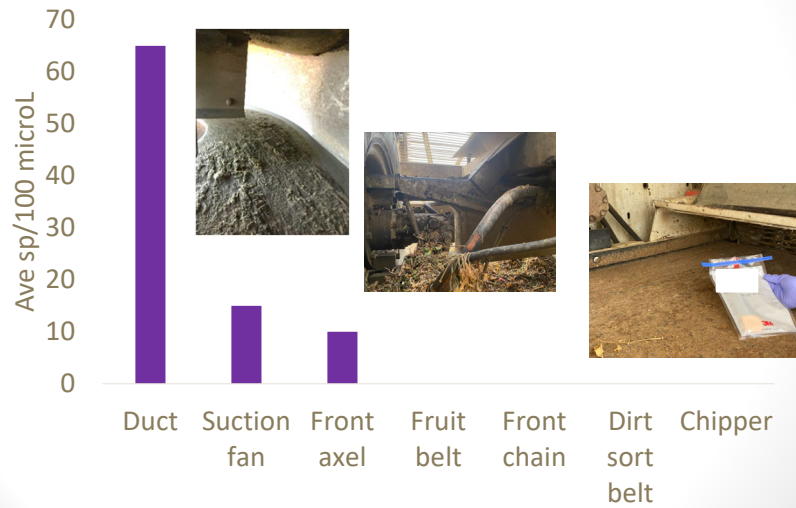 70
60
50
40
30
20
10
0
Ave sp/100 microL
Duct
Suction
fan
Front
axel
Fruit
belt
Front
chain
Dirt
sort
belt
Chipper
3M